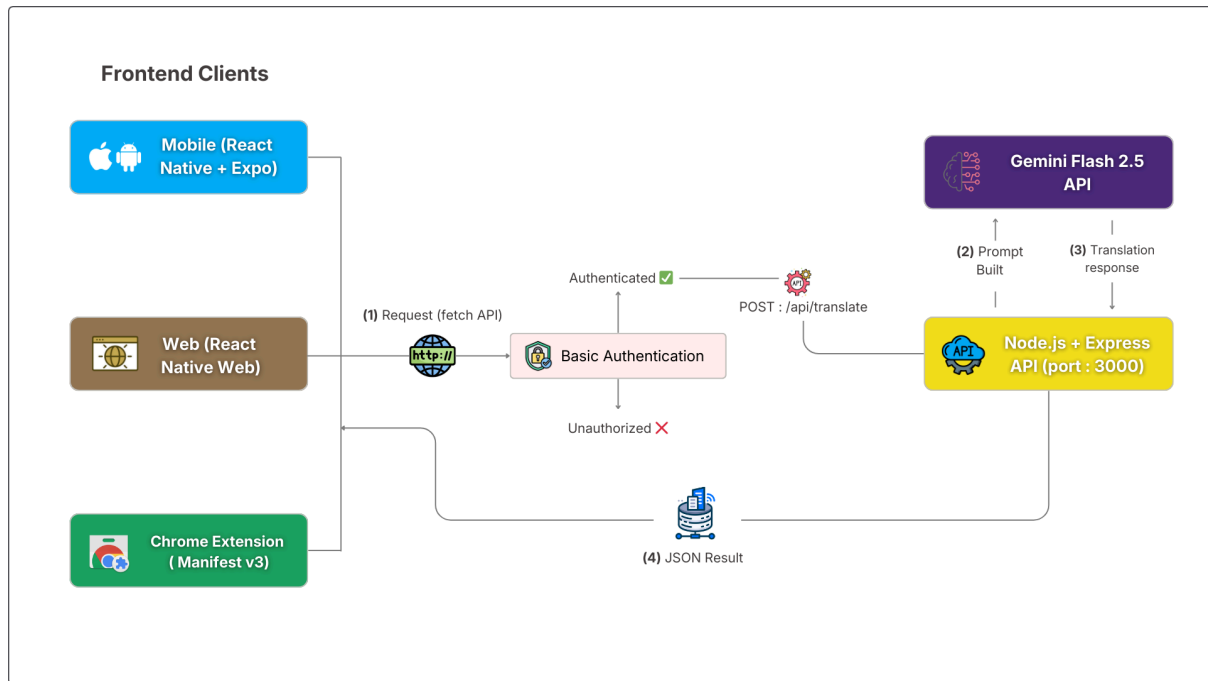 Frontend Clients
Mobile (React
Native + Expo)
Gemini Flash 2.5
API
(2) Prompt
Built
(3) Translation
response
Authenticated ✅
API
POST : /api/translate
(1) Request (fetch API)
http://
Web (React
Native Web)
Basic Authentication
API
Node.js + Express
API (port : 3000)
Unauthorized ❌
Chrome Extension
( Manifest v3)
(4) JSON Result